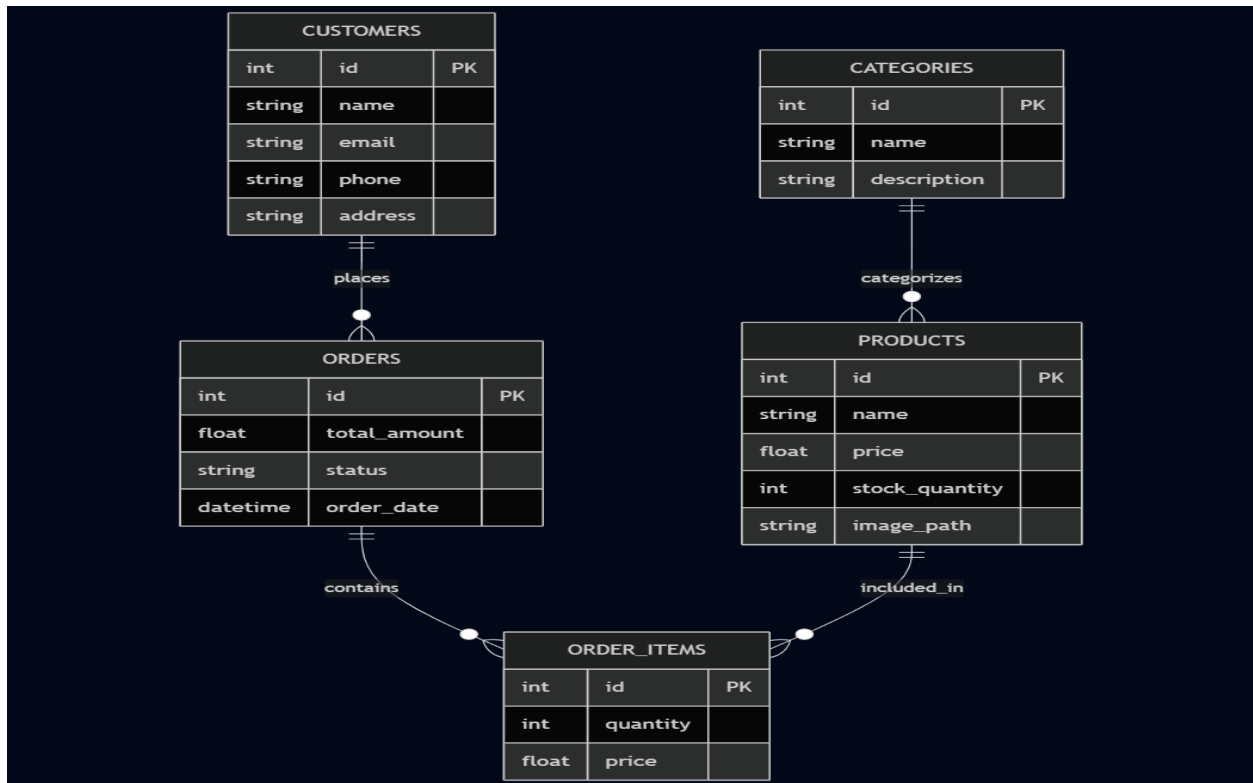 CUSTOMERS
int id PK
string name
string email
string phone
string address
places
CATEGORIES
int id PK
string name
string description
categorizes
ORDERS
int id PK
float total_amount
string status
datetime order_date
contains
PRODUCTS
int id PK
string name
float price
int stock_quantity
string image_path
included_in
ORDER_ITEMS
int id PK
int quantity
float price